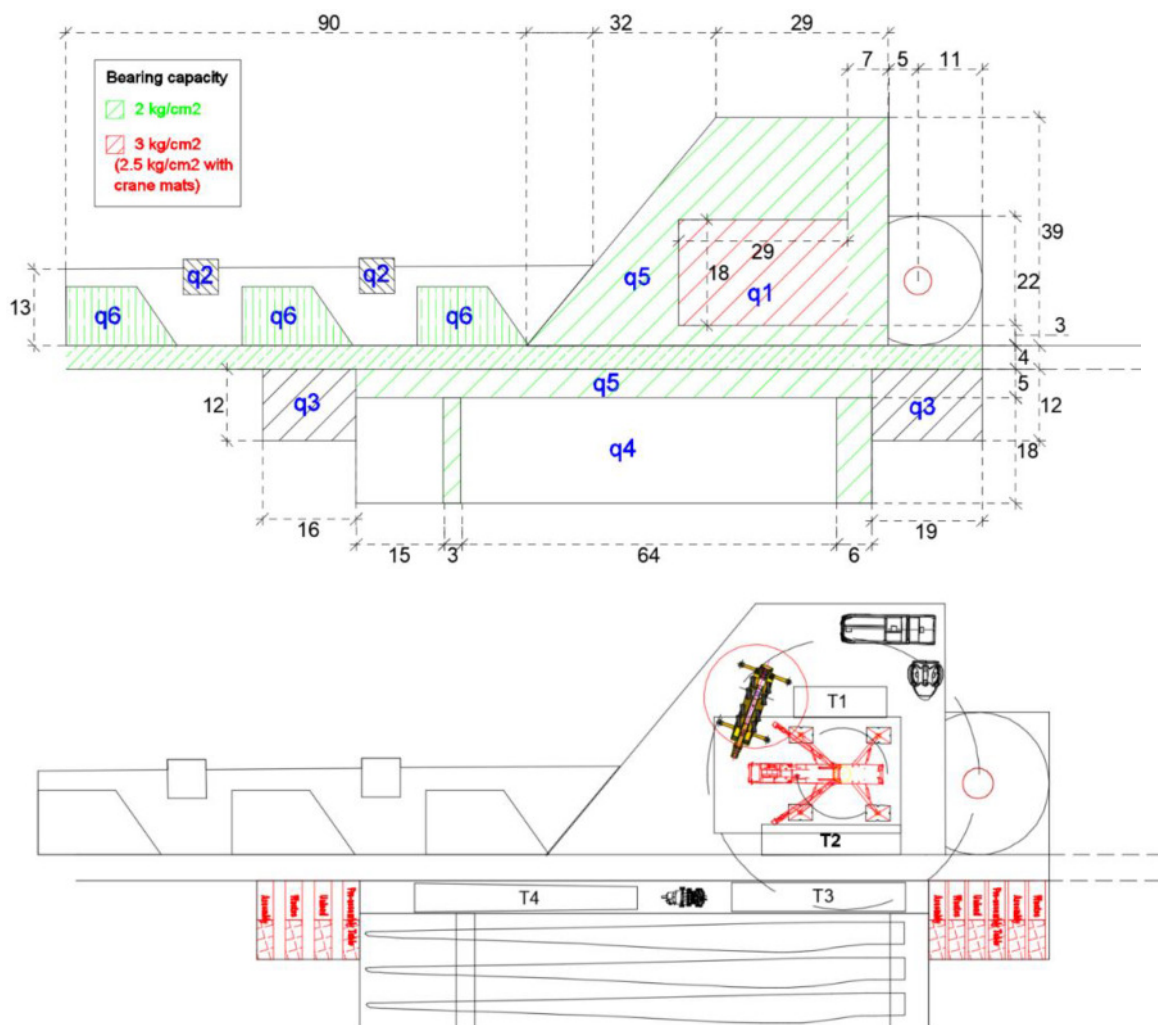 90
32
29
7
5
11
Bearing capacity
2 kg/cm2
3 kg/cm2
(2.5 kg/cm2 with
crane mats)
39
q2
q2
q5
29
18
q1
22
13
q6
q6
q6
3
4
q5
5
12
q3
q3
12
q4
18
16
19
15
3
64
6
T1
T2
T4
T3